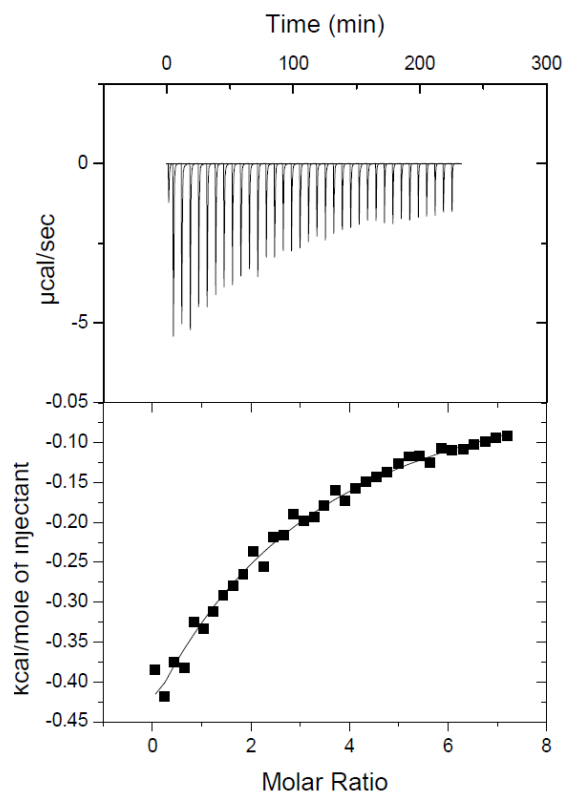 Time (min)
0 100 200 300
0
-5
µcal/sec
-0.05
-0.10
-0.15
-0.20
-0.25
-0.30
-0.35
-0.40
-0.45
kcal/mole of injectant
0 2 4 6 8
Molar Ratio